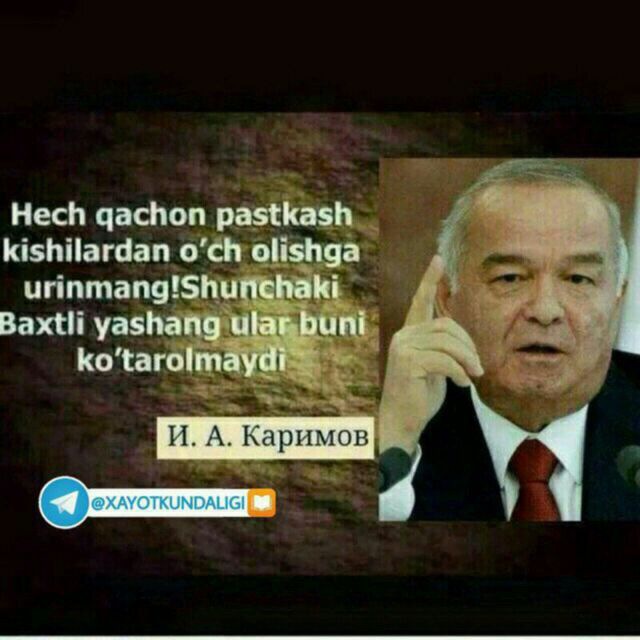 Hech qachon pastkash
kishilardan o‘ch olishga
urinmang!Shunchaki
Baxtli yashang ular buni
ko‘tarolmaydi
И. А. Каримов
@XAYOTKUNDALIGI